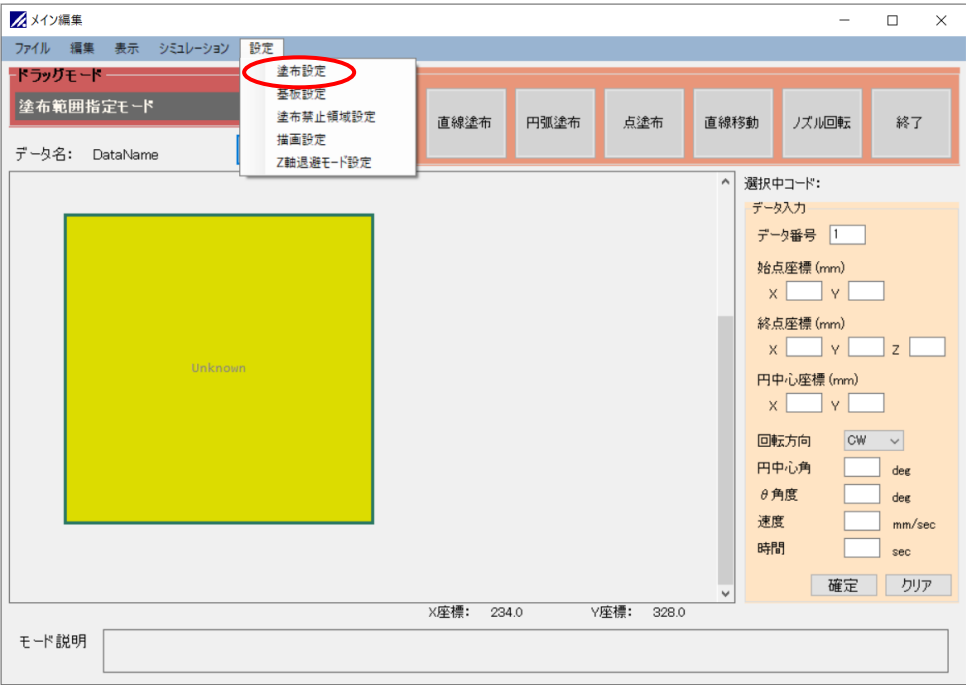 メイン編集
ファイル 編集 表示 シミュレーション 設定
塗布設定
基板設定
塗布禁止領域設定
描画設定
Z軸退避モード設定
ドラッグモード
塗布範囲指定モード
直線塗布 円弧塗布 点塗布 直線移動 ノズル回転 終了
データ名: DataName
選択中コード:
データ入力
データ番号 1
始点座標(mm)
X Y
終点座標(mm)
X Y Z
円中心座標(mm)
X Y
回転方向 CW
円中心角 deg
θ角度 deg
速度 mm/sec
時間 sec
確定 クリア
Unknown
X座標: 234.0 Y座標: 328.0
モード説明